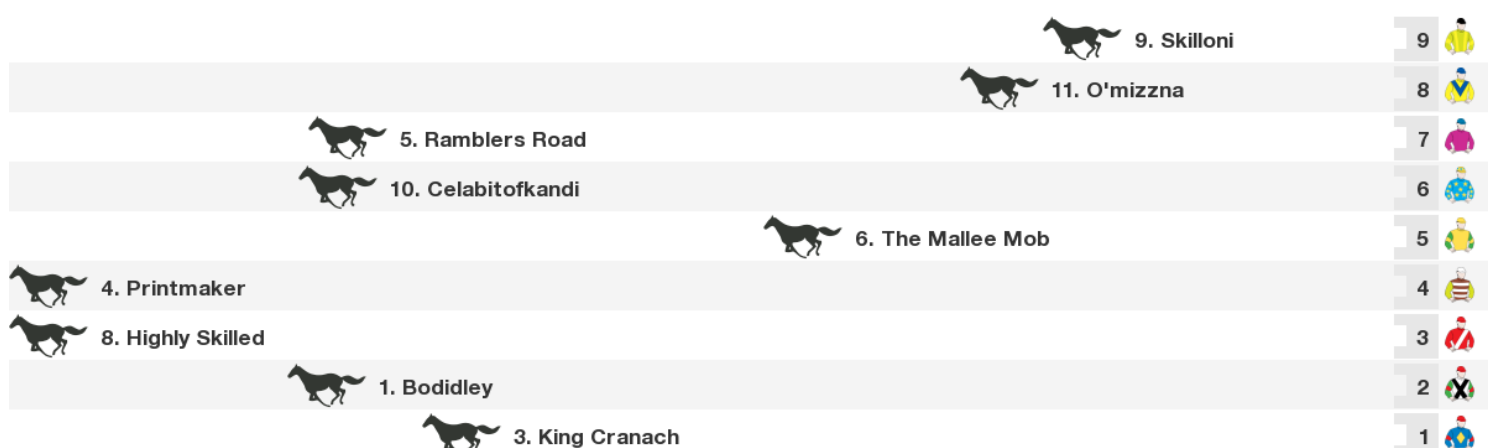 9. Skilloni 9
11. O'mizzna 8
5. Ramblers Road 7
10. Celabitofkandi 6
6. The Mallee Mob 5
4. Printmaker 4
8. Highly Skilled 3
1. Bodidley 2
3. King Cranach 1